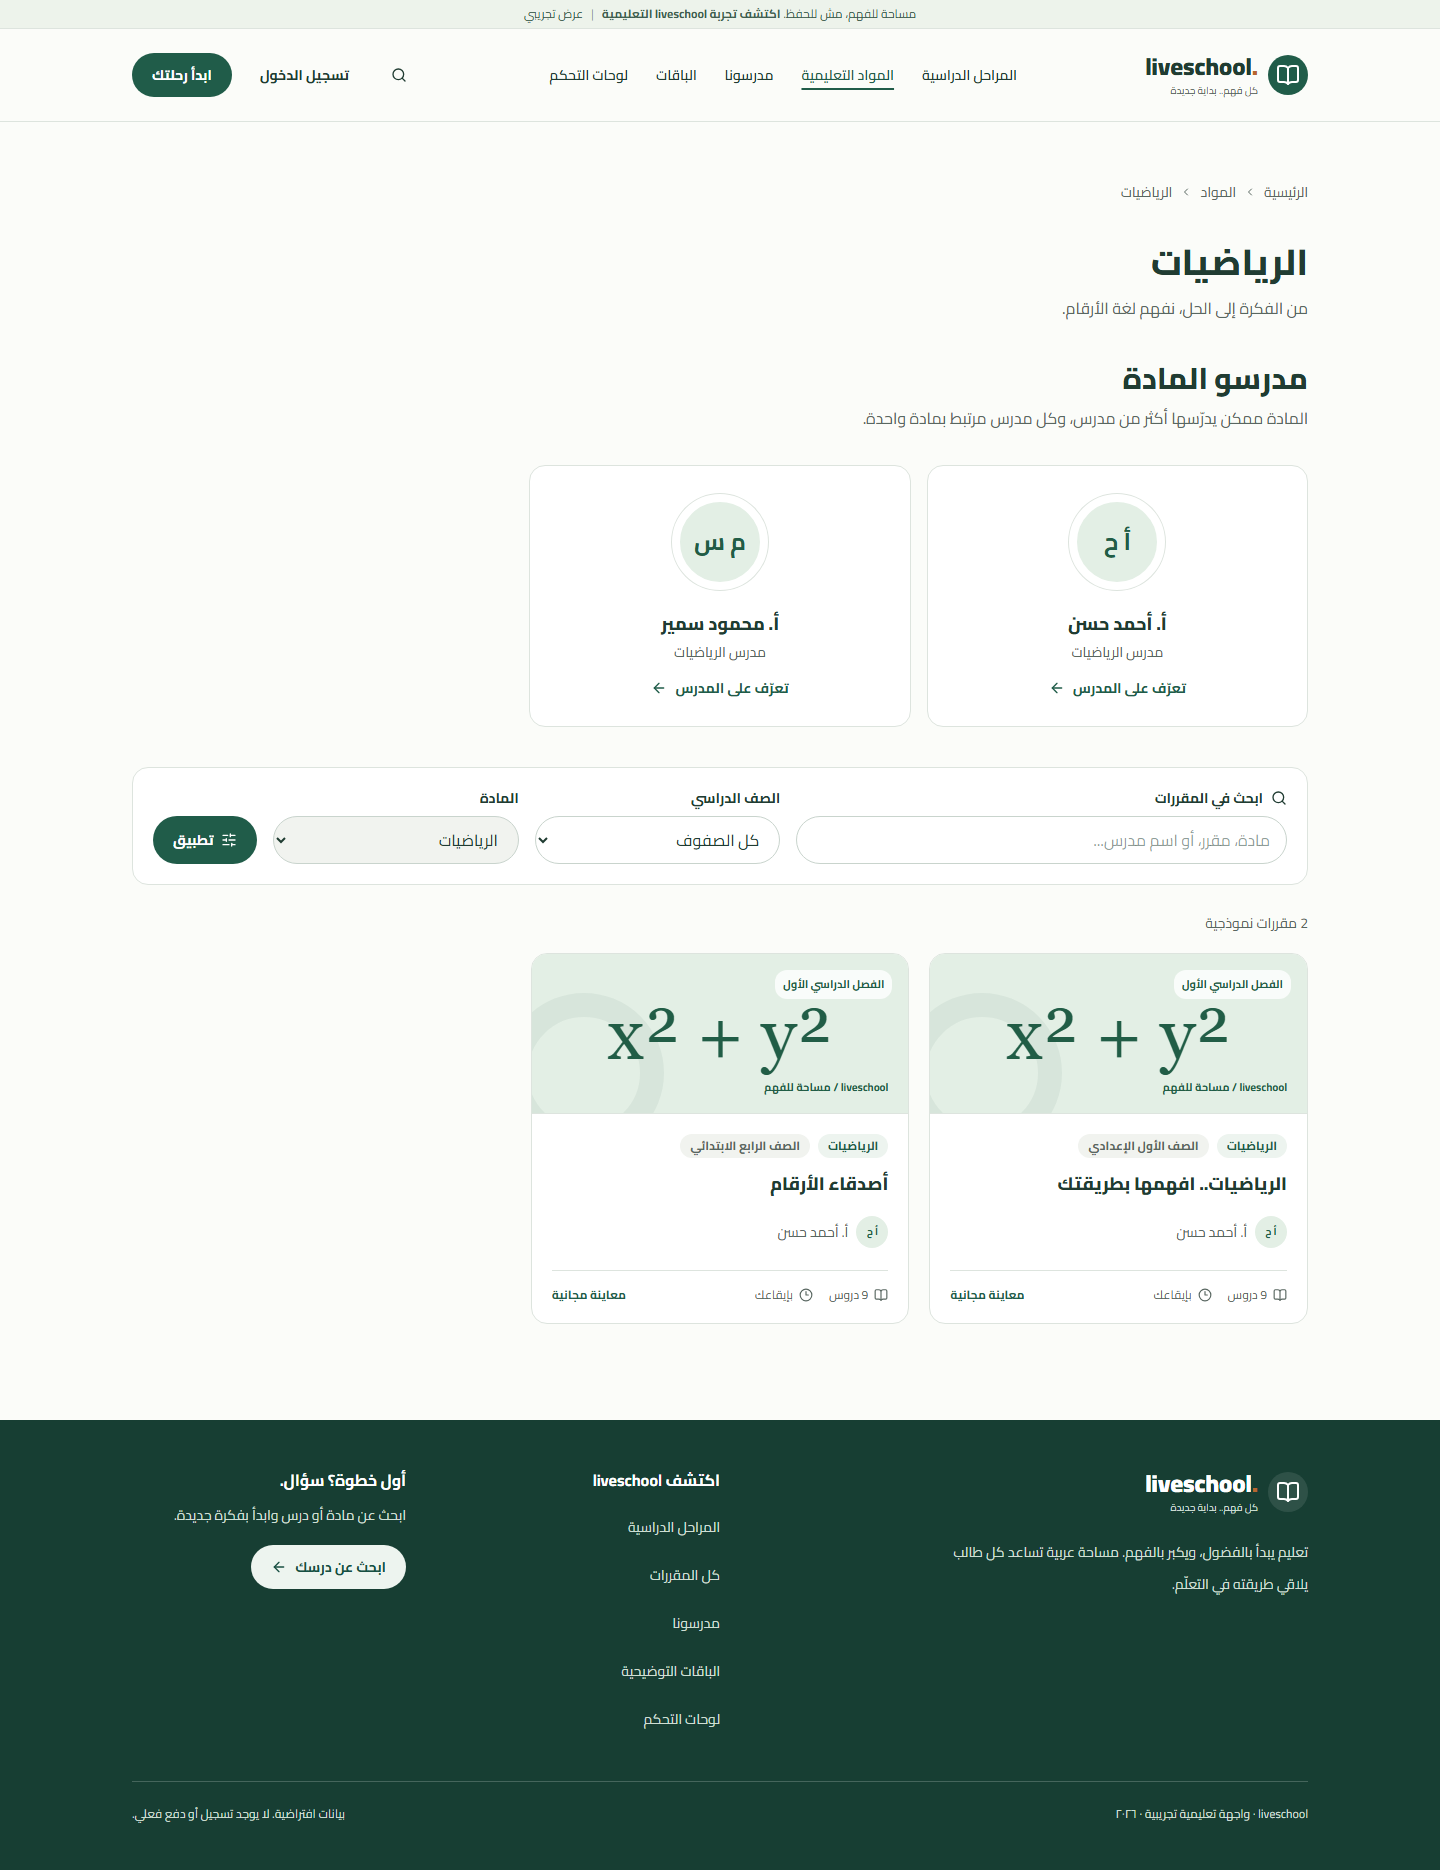 مساحة للفهم، مش للحفظ. اكتشف تجربة liveschool التعليمية | عرض تجريبي
liveschool.
كل فهم.. بداية جديدة
المراحل الدراسية
المواد التعليمية
مدرسونا
الباقات
لوحات التحكم
تسجيل الدخول
ابدأ رحلتك
الرئيسية › المواد › الرياضيات
الرياضيات
من الفكرة إلى الحل، نفهم لغة الأرقام.
مدرسو المادة
المادة ممكن يدرّسها أكثر من مدرس، وكل مدرس مرتبط بمادة واحدة.
أ ح
أ. أحمد حسن
مدرس الرياضيات
تعرّف على المدرس ←
م س
أ. محمود سمير
مدرس الرياضيات
تعرّف على المدرس ←
ابحث في المقررات
مادة، مقرر، أو اسم مدرس...
الصف الدراسي
كل الصفوف
المادة
الرياضيات
تطبيق
2 مقررات نموذجية
الفصل الدراسي الأول
x² + y²
liveschool / مساحة للفهم
الرياضيات
الصف الأول الإعدادي
الرياضيات.. افهمها بطريقتك
أ ح
أ. أحمد حسن
9 دروس
بإيقاعك
معاينة مجانية
الفصل الدراسي الأول
x² + y²
liveschool / مساحة للفهم
الرياضيات
الصف الرابع الابتدائي
أصدقاء الأرقام
أ ح
أ. أحمد حسن
9 دروس
بإيقاعك
معاينة مجانية
liveschool.
كل فهم.. بداية جديدة
تعليم يبدأ بالفضول، ويكبر بالفهم. مساحة عربية تساعد كل طالب
يلاقي طريقته في التعلّم.
اكتشف liveschool
المراحل الدراسية
كل المقررات
مدرسونا
الباقات التوضيحية
لوحات التحكم
أول خطوة؟ سؤال.
ابحث عن مادة أو درس وابدأ بفكرة جديدة.
ابحث عن درسك ←
liveschool · واجهة تعليمية تجريبية · ٢٠٢٦
بيانات افتراضية. لا يوجد تسجيل أو دفع فعلي.